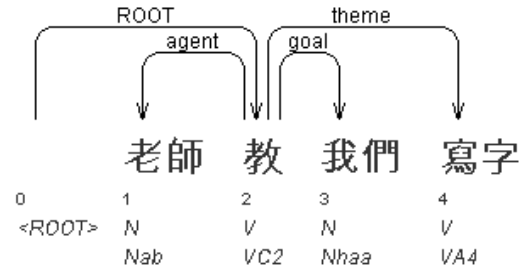 ROOT theme
agent goal
老師 教 我們 寫字
0 1 2 3 4
<ROOT> N V N V
Nab VC2 Nhaa VA4